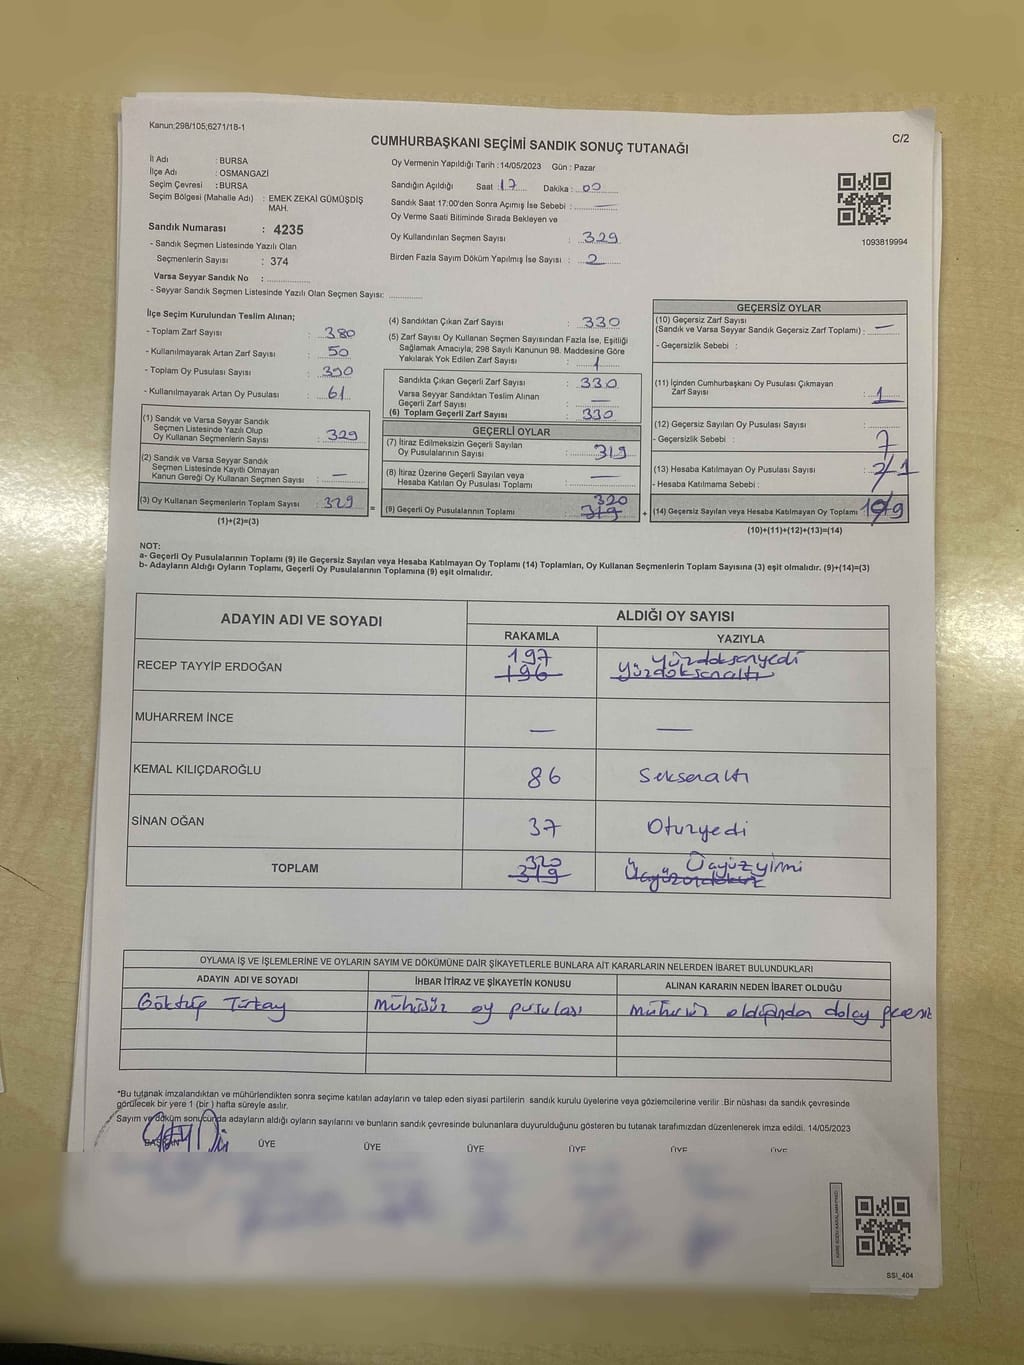 Kanun;298/105;6271/18-1
C/2
CUMHURBAŞKANI SEÇİMİ SANDIK SONUÇ TUTANAĞI
İl Adı : BURSA
İlçe Adı : OSMANGAZİ
Seçim Çevresi : BURSA
Seçim Bölgesi (Mahalle Adı) : EMEK ZEKAİ GÜMÜŞDİŞ
MAH.
Sandık Numarası : 4235
- Sandık Seçmen Listesinde Yazılı Olan
Seçmenlerin Sayısı : 374
Varsa Seyyar Sandık No :
- Seyyar Sandık Seçmen Listesinde Yazılı Olan Seçmen Sayısı:
Oy Vermenin Yapıldığı Tarih :14/05/2023 Gün : Pazar
Sandığın Açıldığı Saat 17 Dakika : 00
Sandık Saat 17:00'den Sonra Açımış İse Sebebi : —
Oy Verme Saati Bitiminde Sırada Bekleyen ve
Oy Kullandırılan Seçmen Sayısı : 329
Birden Fazla Sayım Döküm Yapılmış İse Sayısı : 2
1093819994
İlçe Seçim Kurulundan Teslim Alınan;
- Toplam Zarf Sayısı : 380
- Kullanılmayarak Artan Zarf Sayısı : 50
- Toplam Oy Pusulası Sayısı : 390
- Kullanılmayarak Artan Oy Pusulası : 61
(1) Sandık ve Varsa Seyyar Sandık
Seçmen Listesinde Yazılı Olup
Oy Kullanan Seçmenlerin Sayısı : 329
(2) Sandık ve Varsa Seyyar Sandık
Seçmen Listesinde Kayıtlı Olmayan
Kanun Gereği Oy Kullanan Seçmen Sayısı : —
(3) Oy Kullanan Seçmenlerin Toplam Sayısı : 329
(1)+(2)=(3)
=
(4) Sandıktan Çıkan Zarf Sayısı : 330
(5) Zarf Sayısı Oy Kullanan Seçmen Sayısından Fazla İse, Eşitliği
Sağlamak Amacıyla; 298 Sayılı Kanunun 98. Maddesine Göre
Yakılarak Yok Edilen Zarf Sayısı : 1
Sandıkta Çıkan Geçerli Zarf Sayısı : 330
Varsa Seyyar Sandıktan Teslim Alınan
Geçerli Zarf Sayısı : —
(6) Toplam Geçerli Zarf Sayısı : 330
GEÇERLİ OYLAR
(7) İtiraz Edilmeksizin Geçerli Sayılan
Oy Pusulalarının Sayısı : 319
(8) İtiraz Üzerine Geçerli Sayılan veya
Hesaba Katılan Oy Pusulası Toplamı : —
320
(9) Geçerli Oy Pusulalarının Toplamı : 319
+
GEÇERSİZ OYLAR
(10) Geçersiz Zarf Sayısı
(Sandık ve Varsa Seyyar Sandık Geçersiz Zarf Toplamı) : —
- Geçersizlik Sebebi :
(11) İçinden Cumhurbaşkanı Oy Pusulası Çıkmayan
Zarf Sayısı : 1
(12) Geçersiz Sayılan Oy Pusulası Sayısı :
- Geçersizlik Sebebi : 7
(13) Hesaba Katılmayan Oy Pusulası Sayısı : 1
- Hesaba Katılmama Sebebi :
(14) Geçersiz Sayılan veya Hesaba Katılmayan Oy Toplamı : 9
(10)+(11)+(12)+(13)=(14)
NOT:
a- Geçerli Oy Pusulalarının Toplamı (9) ile Geçersiz Sayılan veya Hesaba Katılmayan Oy Toplamı (14) Toplamları, Oy Kullanan Seçmenlerin Toplam Sayısına (3) eşit olmalıdır. (9)+(14)=(3)
b- Adayların Aldığı Oyların Toplamı, Geçerli Oy Pusulalarının Toplamına (9) eşit olmalıdır.
ADAYIN ADI VE SOYADI
ALDIĞI OY SAYISI
RAKAMLA YAZIYLA
197 Yüzdoksanyedi
RECEP TAYYİP ERDOĞAN 196 Yüzdoksanaltı
MUHARREM İNCE — —
KEMAL KILIÇDAROĞLU 86 Seksenaltı
SİNAN OĞAN 37 Otuzyedi
320 Üçyüzyirmi
TOPLAM 319 Üçyüzondokuz
OYLAMA İŞ VE İŞLEMLERİNE VE OYLARIN SAYIM VE DÖKÜMÜNE DAİR ŞİKAYETLERLE BUNLARA AİT KARARLARIN NELERDEN İBARET BULUNDUKLARI
ADAYIN ADI VE SOYADI İHBAR İTİRAZ VE ŞİKAYETİN KONUSU ALINAN KARARIN NEDEN İBARET OLDUĞU
mühürsüz oy pusulası mühürsüz olduğundan dolayı
*Bu tutanak imzalandıktan ve mühürlendikten sonra seçime katılan adayların ve talep eden siyasi partilerin sandık kurulu üyelerine veya gözlemcilerine verilir .Bir nüshası da sandık çevresinde
görülecek bir yere 1 (bir ) hafta süreyle asılır.
Sayım ve döküm sonucunda adayların aldığı oyların sayılarını ve bunların sandık çevresinde bulunanlara duyurulduğunu gösteren bu tutanak tarafımızdan düzenlenerek imza edildi. 14/05/2023
BAŞKAN ÜYE ÜYE ÜYE ÜYE ÜYE ÜYE
SSI_404